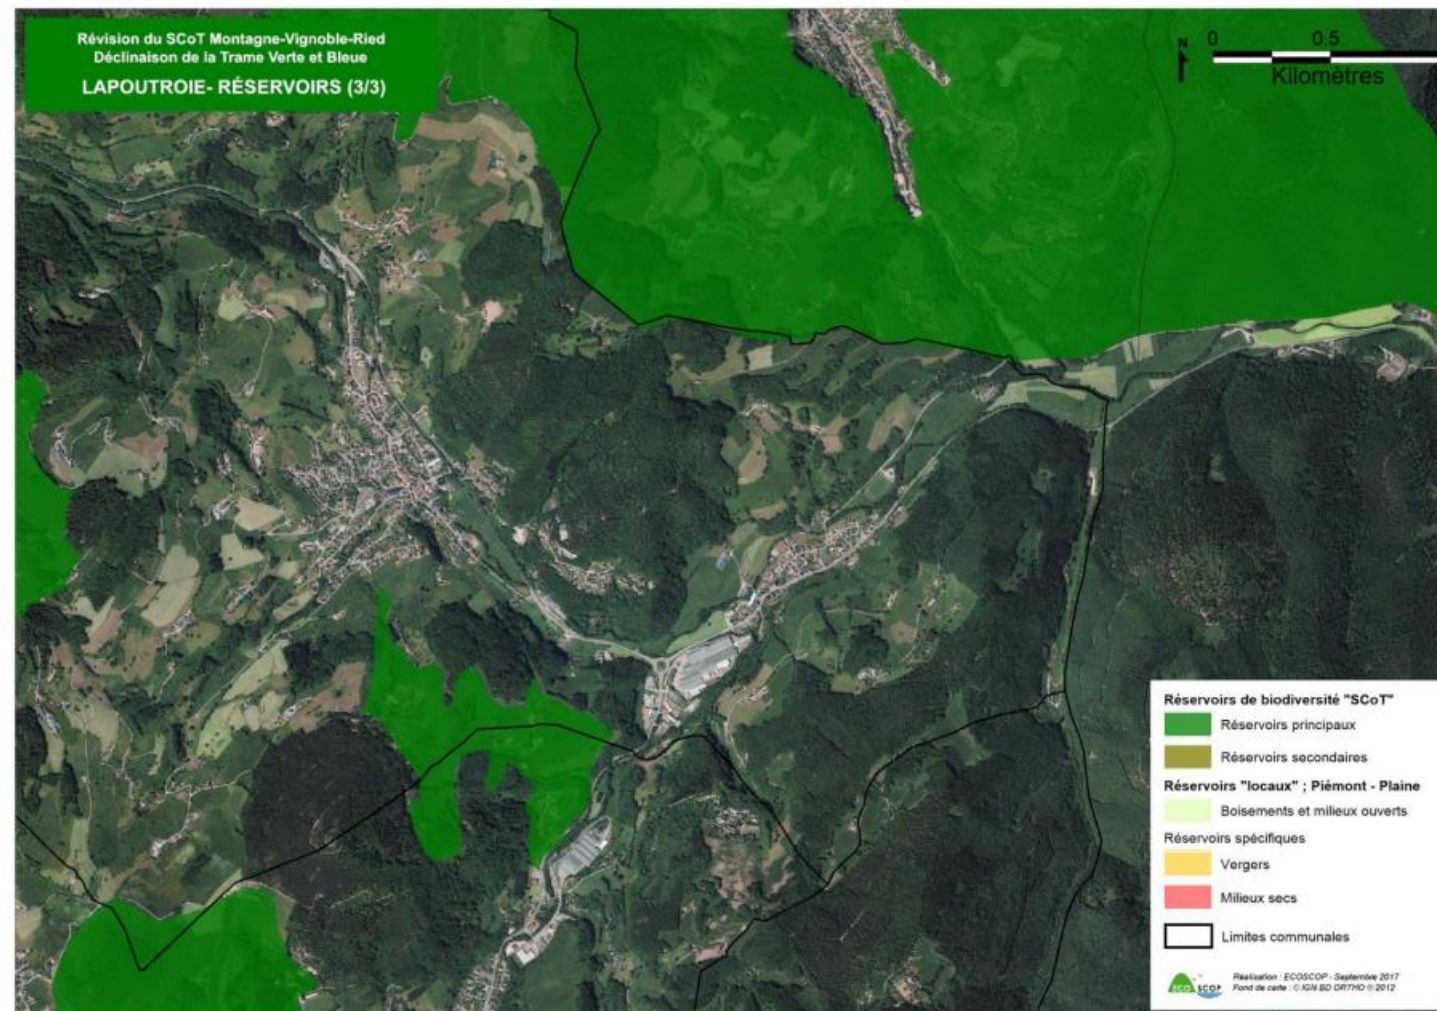 Révision du SCoT Montagne-Vignoble-Ried
Déclinaison de la Trame Verte et Bleue
LAPOUTROIE- RÉSERVOIRS (3/3)
N
0 0.5
Kilomètres
Réservoirs de biodiversité "SCoT"
Réservoirs principaux
Réservoirs secondaires
Réservoirs "locaux" ; Piémont - Plaine
Boisements et milieux ouverts
Réservoirs spécifiques
Vergers
Milieux secs
Limites communales
ECO SCOP
Réalisation : ECOSCOP - Septembre 2017
Fond de carte : © IGN BD ORTHO ® 2012